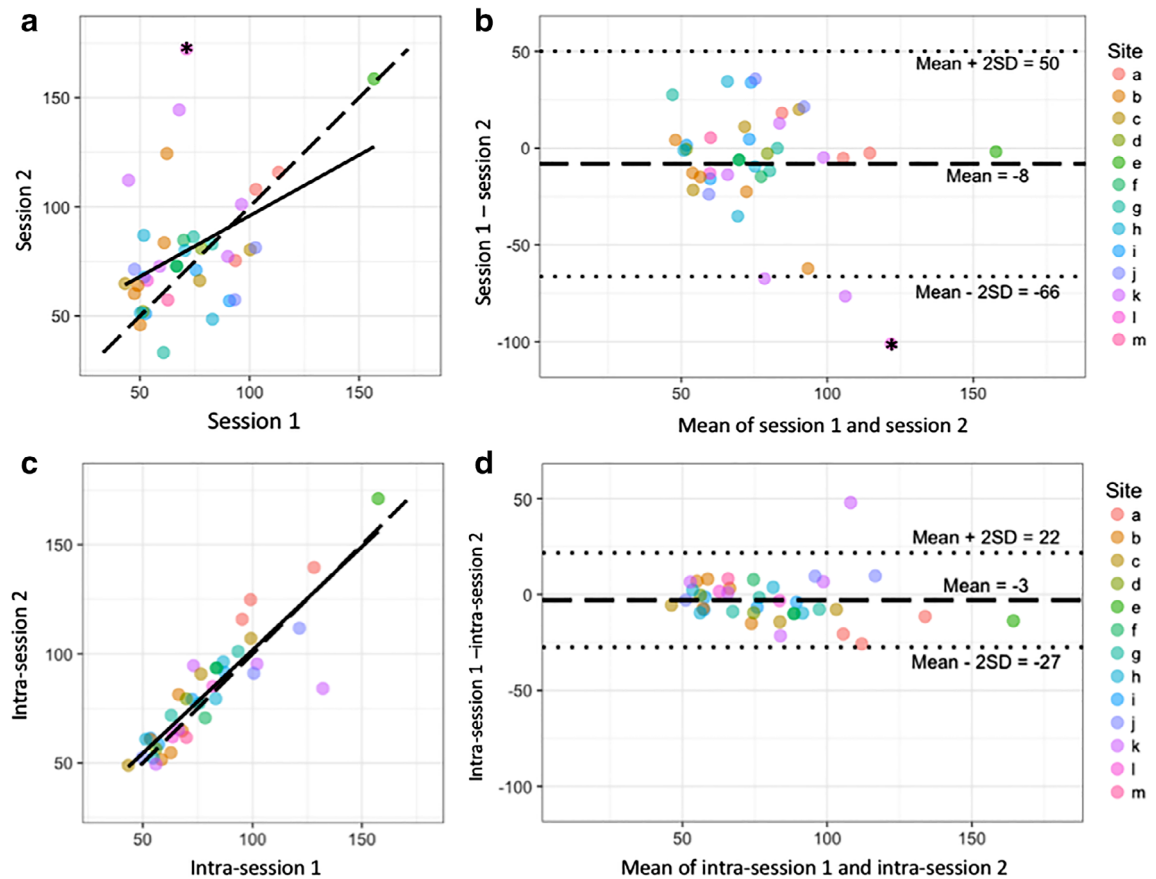 a
*
150
100
50
50
100
150
Session 2
Session 1
b
50
0
-50
-100
50
100
150
Mean + 2SD = 50
Mean = -8
Mean - 2SD = -66
*
Session 1 – session 2
Mean of session 1 and session 2
Site
a
b
c
d
e
f
g
h
i
j
k
l
m
c
150
100
50
50
100
150
Intra-session 2
Intra-session 1
d
50
0
-50
-100
50
100
150
Mean + 2SD = 22
Mean = -3
Mean - 2SD = -27
Intra-session 1 –intra-session 2
Mean of intra-session 1 and intra-session 2
Site
a
b
c
d
e
f
g
h
i
j
k
l
m